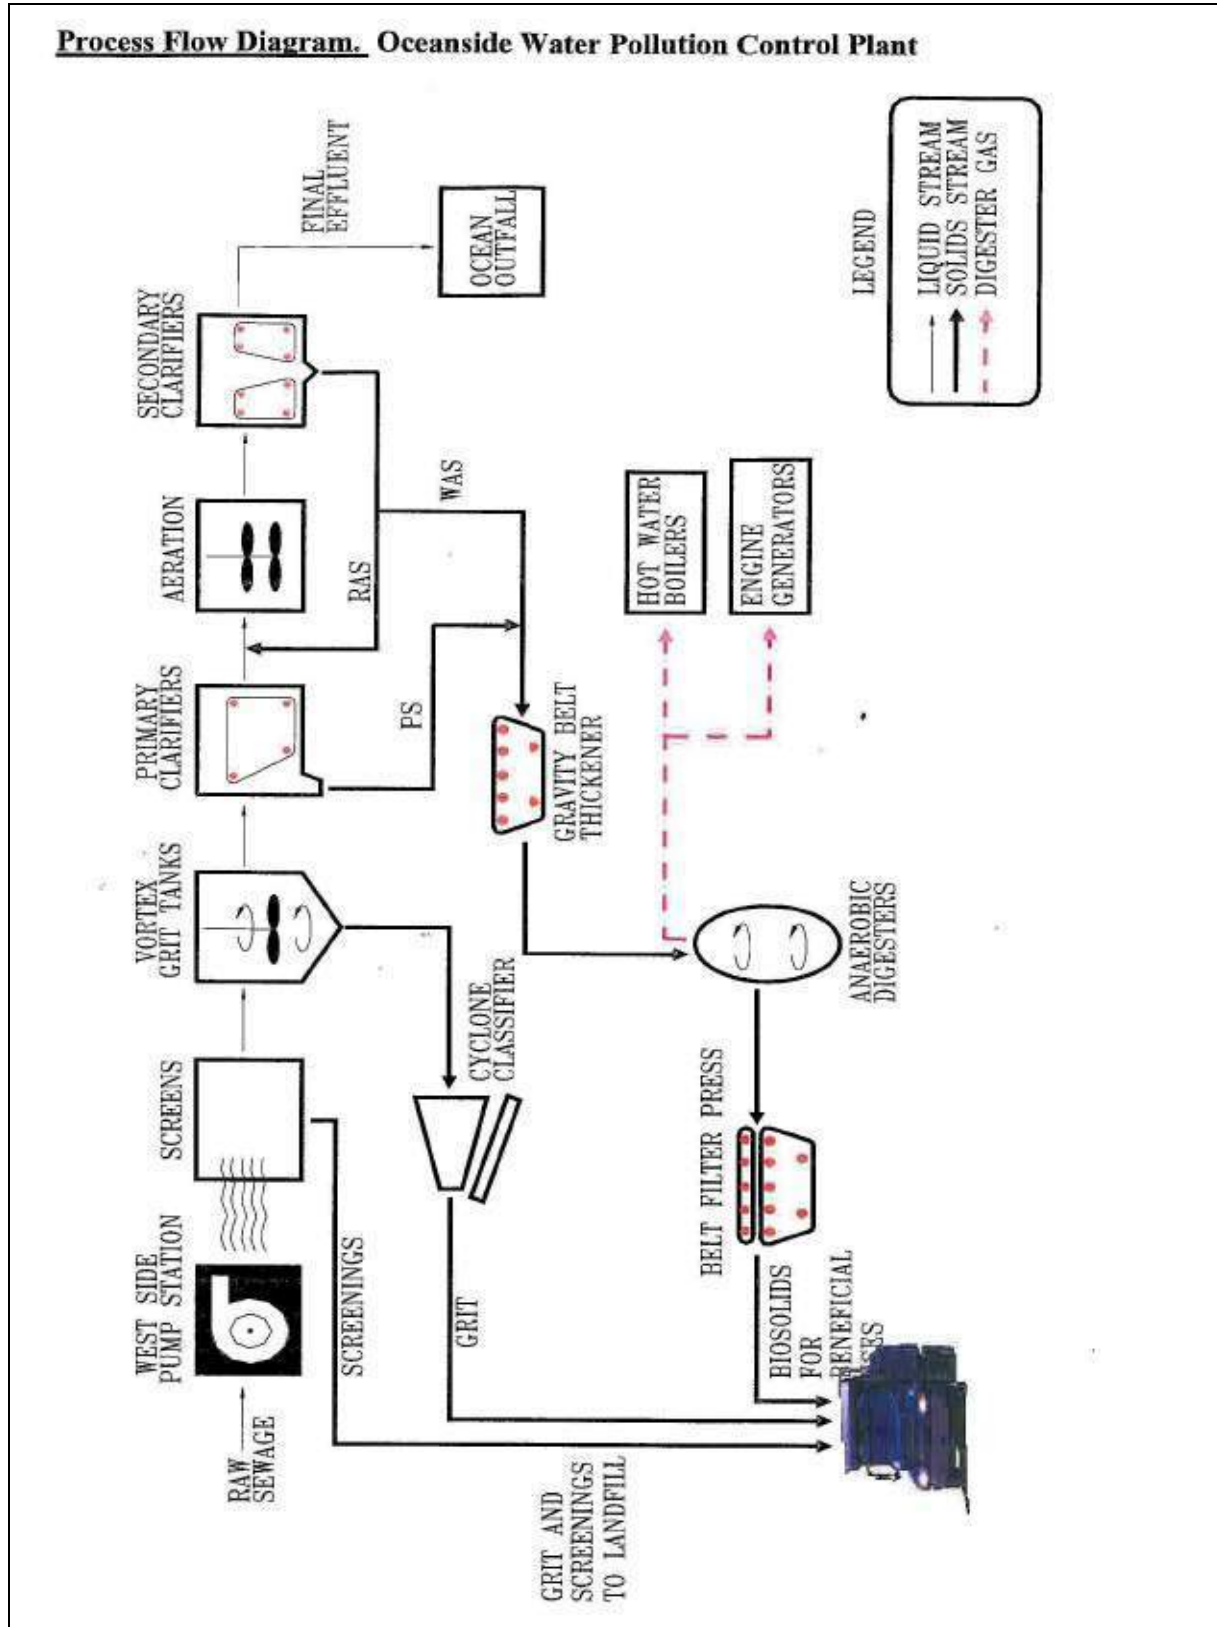 Process Flow Diagram. Oceanside Water Pollution Control Plant
RAW
SEWAGE
WEST SIDE
PUMP STATION
SCREENS
VORTEX
GRIT TANKS
PRIMARY
CLARIFIERS
AERATION
SECONDARY
CLARIFIERS
FINAL
EFFLUENT
OCEAN
OUTFALL
SCREENINGS
GRIT
CYCLONE
CLASSIFIER
PS
RAS
WAS
GRAVITY BELT
THICKENER
HOT WATER
BOILERS
ENGINE
GENERATORS
ANAEROBIC
DIGESTERS
BELT FILTER PRESS
BIOSOLIDS
FOR
BENEFICIAL
GRIT AND
SCREENINGS
TO LANDFILL
LEGEND
LIQUID STREAM
SOLIDS STREAM
DIGESTER GAS